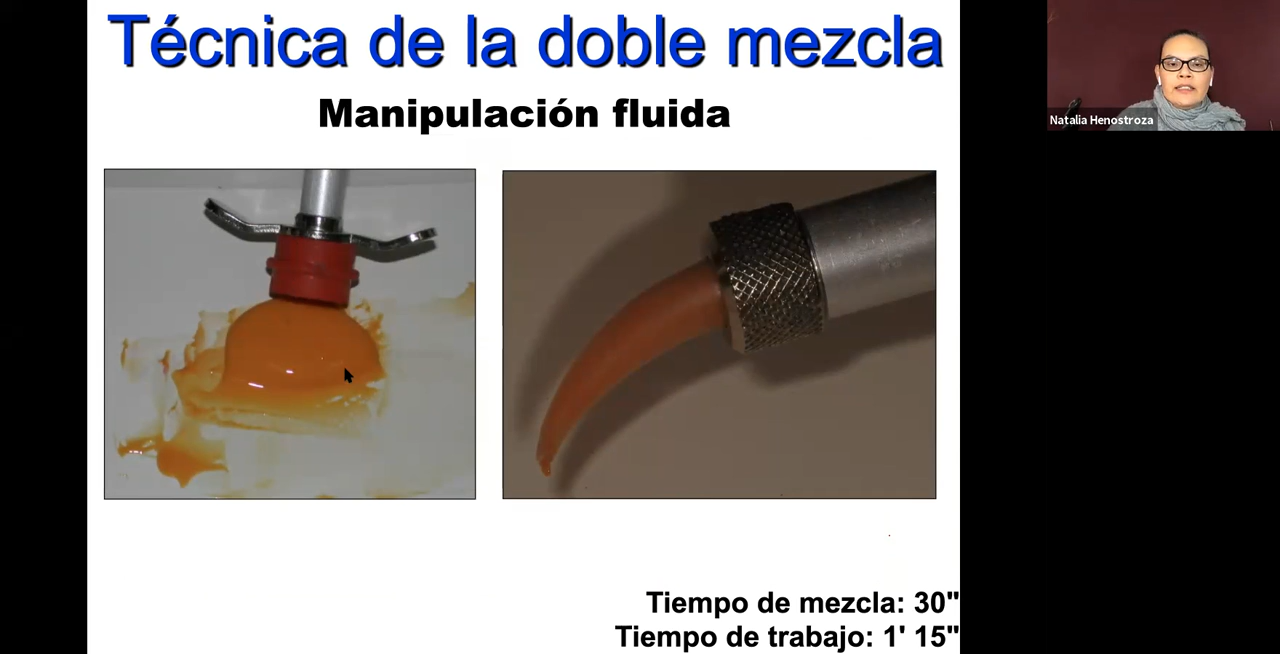 Técnica de la doble mezcla
Manipulación fluida
Natalia Henostroza
Tiempo de mezcla: 30"
Tiempo de trabajo: 1' 15"